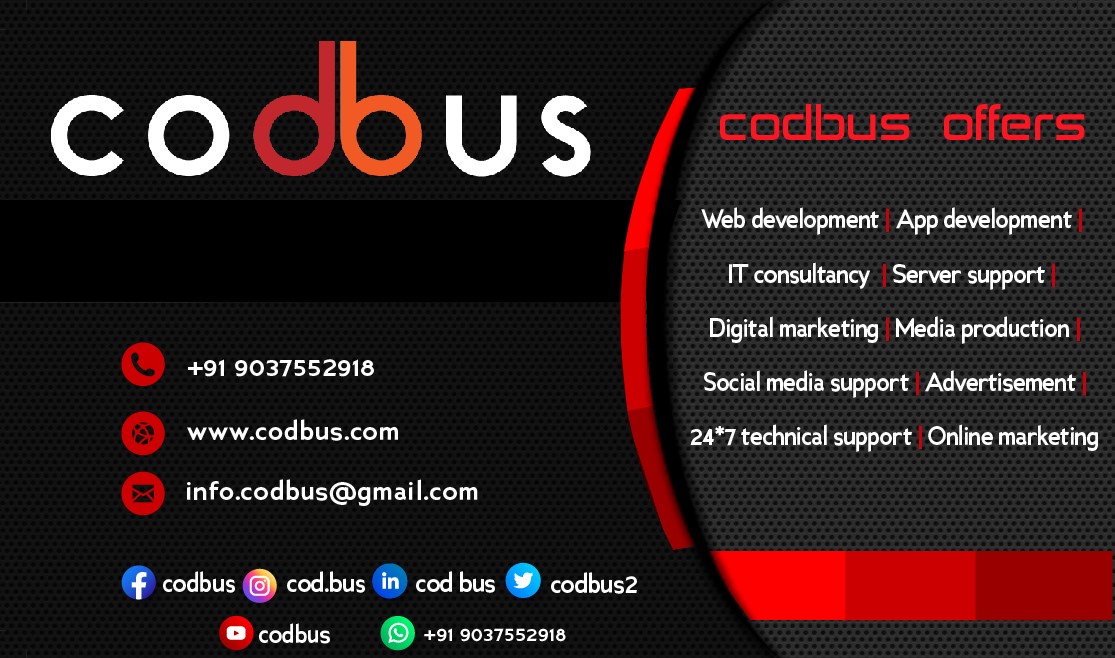 codbus
+91 9037552918
www.codbus.com
info.codbus@gmail.com
codbus cod.bus in cod bus codbus2
codbus +91 9037552918
codbus offers
Web development | App development |
IT consultancy | Server support |
Digital marketing | Media production |
Social media support | Advertisement |
24*7 technical support | Online marketing